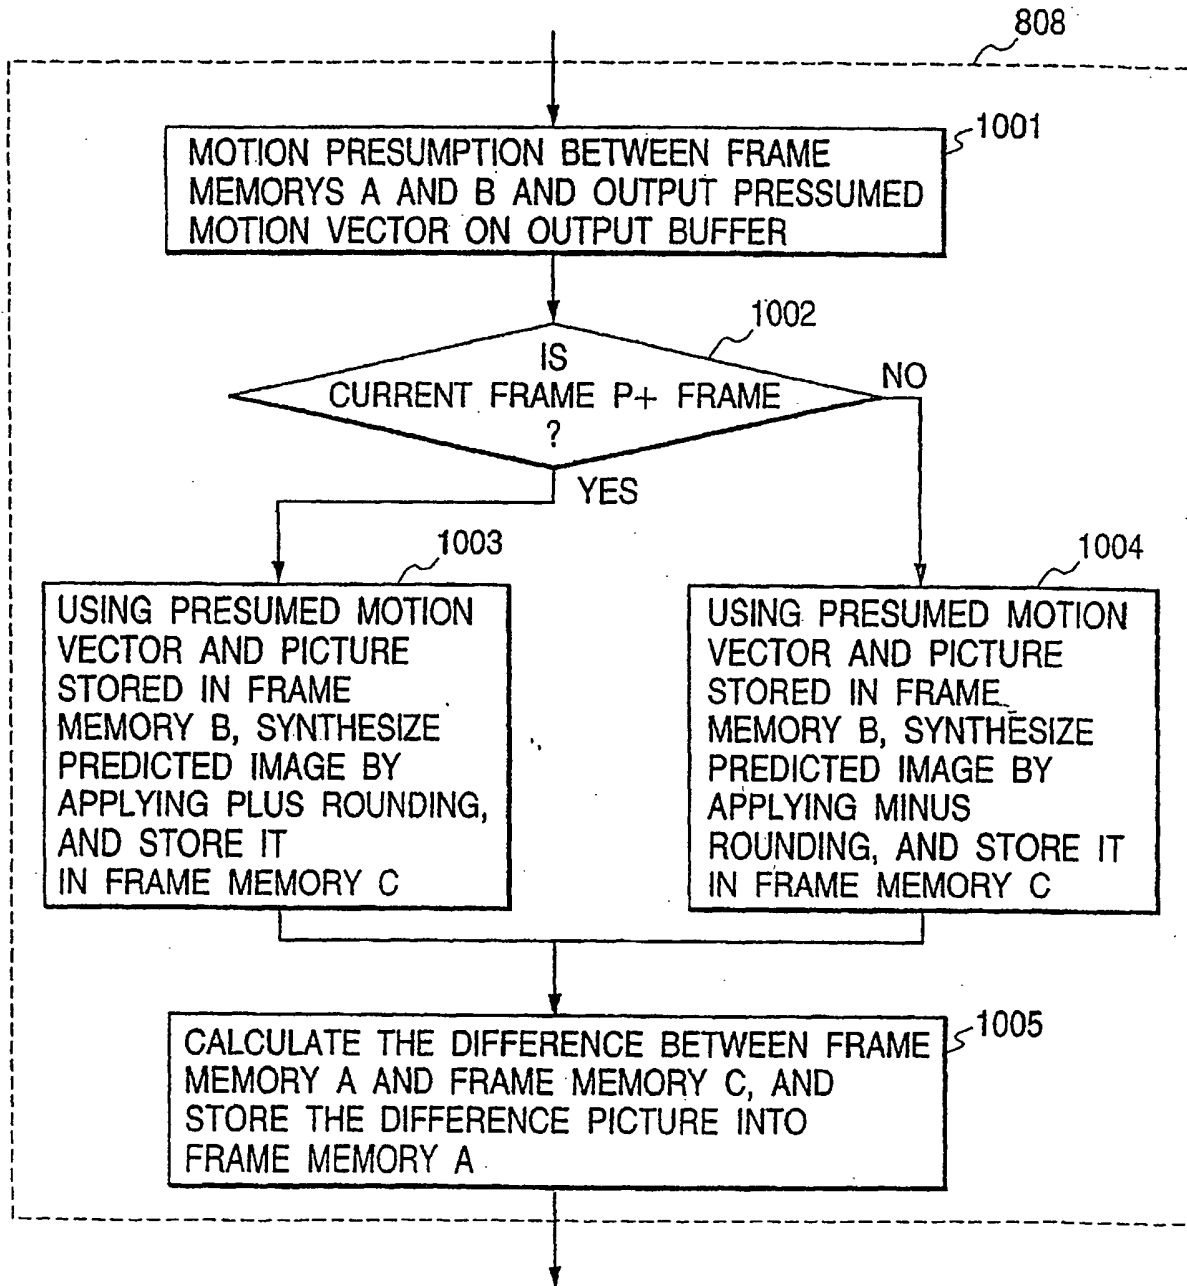 808
1001
MOTION PRESUMPTION BETWEEN FRAME
MEMORYS A AND B AND OUTPUT PRESSUMED
MOTION VECTOR ON OUTPUT BUFFER
1002
IS
CURRENT FRAME P+ FRAME
?
NO
YES
1003
USING PRESUMED MOTION
VECTOR AND PICTURE
STORED IN FRAME
MEMORY B, SYNTHESIZE
PREDICTED IMAGE BY
APPLYING PLUS ROUNDING,
AND STORE IT
IN FRAME MEMORY C
1004
USING PRESUMED MOTION
VECTOR AND PICTURE
STORED IN FRAME
MEMORY B, SYNTHESIZE
PREDICTED IMAGE BY
APPLYING MINUS
ROUNDING, AND STORE IT
IN FRAME MEMORY C
1005
CALCULATE THE DIFFERENCE BETWEEN FRAME
MEMORY A AND FRAME MEMORY C, AND
STORE THE DIFFERENCE PICTURE INTO
FRAME MEMORY A